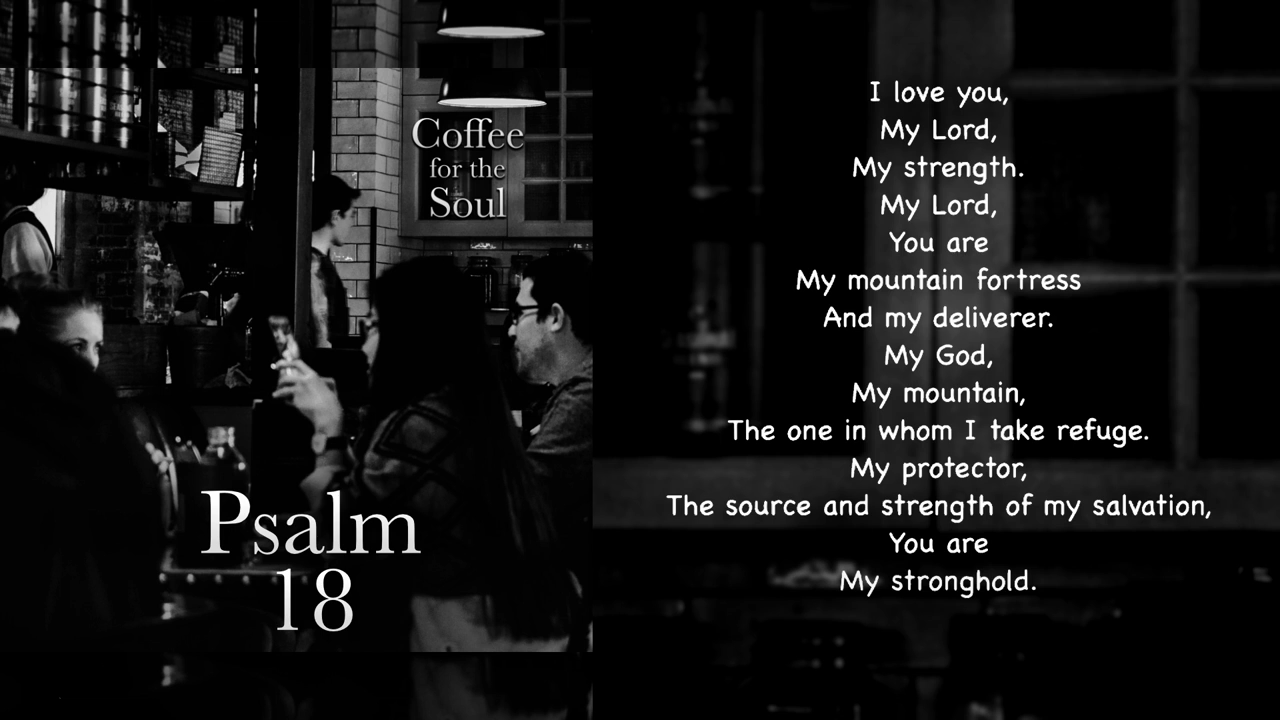 Coffee
for the
Soul
Psalm
18
I love you,
My Lord,
My strength.
My Lord,
You are
My mountain fortress
And my deliverer.
My God,
My mountain,
The one in whom I take refuge.
My protector,
The source and strength of my salvation,
You are
My stronghold.